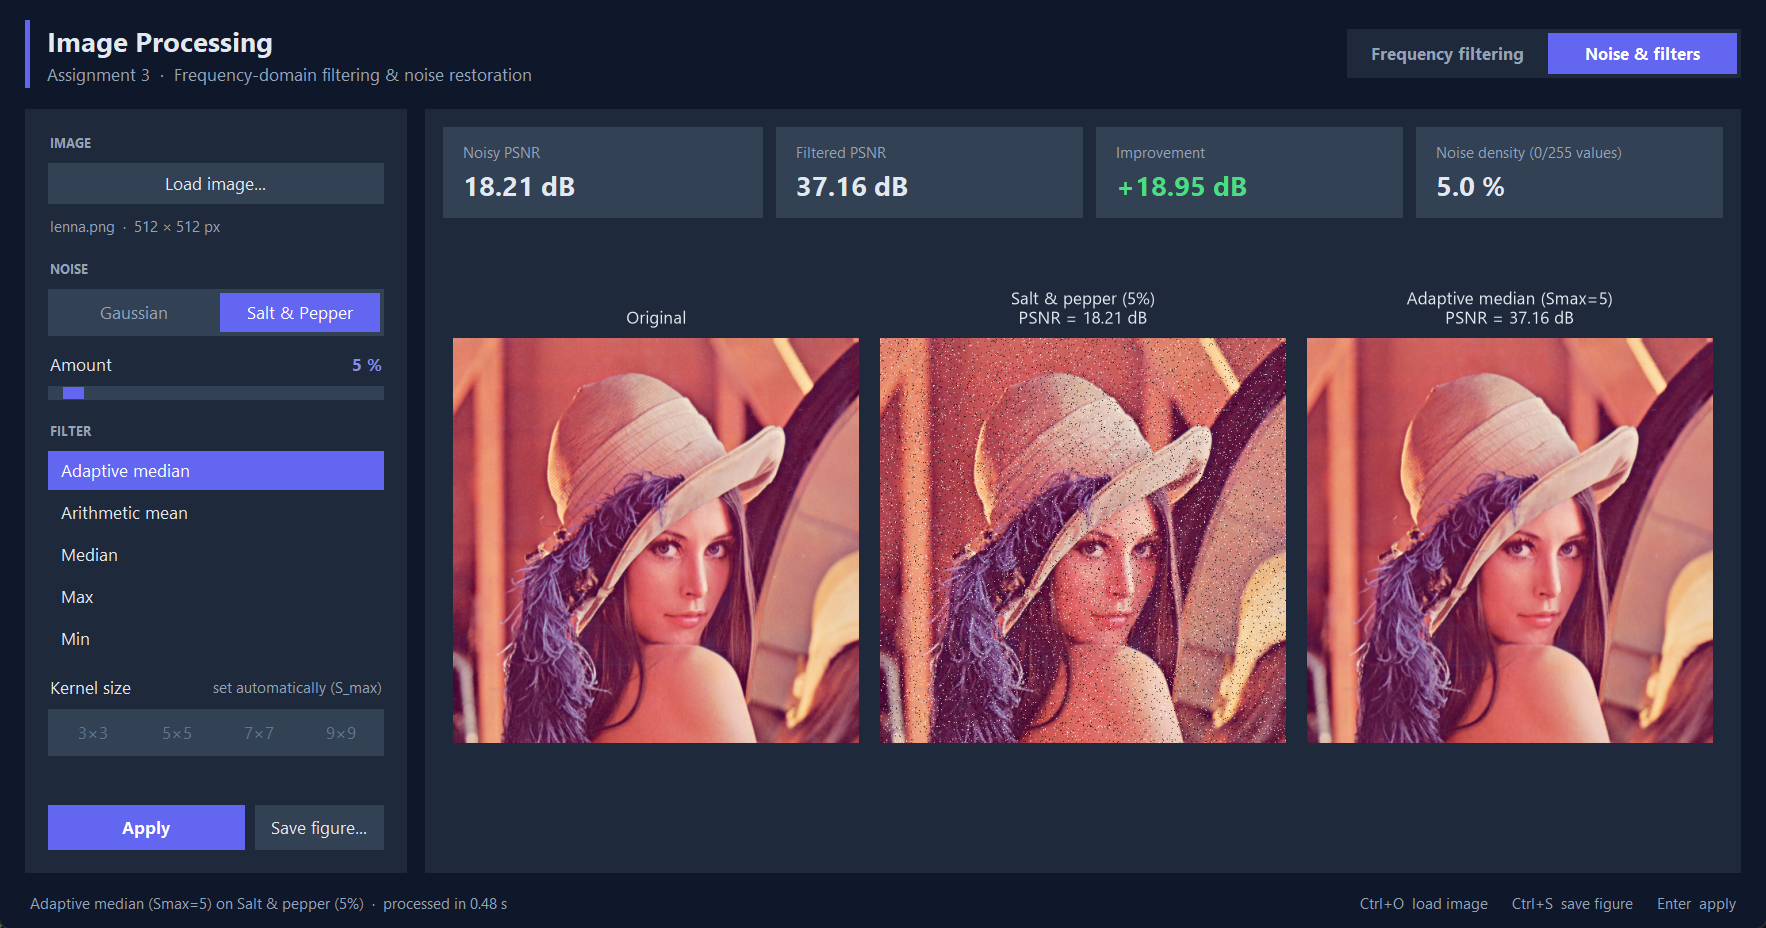 Image Processing
Assignment 3 · Frequency-domain filtering & noise restoration
Frequency filtering
Noise & filters
IMAGE
Load image...
lenna.png · 512 × 512 px
NOISE
Gaussian
Salt & Pepper
Amount
5 %
FILTER
Adaptive median
Arithmetic mean
Median
Max
Min
Kernel size
set automatically (S_max)
3×3
5×5
7×7
9×9
Apply
Save figure...
Noisy PSNR
18.21 dB
Filtered PSNR
37.16 dB
Improvement
+18.95 dB
Noise density (0/255 values)
5.0 %
Original
Salt & pepper (5%)
PSNR = 18.21 dB
Adaptive median (Smax=5)
PSNR = 37.16 dB
Adaptive median (Smax=5) on Salt & pepper (5%) · processed in 0.48 s
Ctrl+O load image
Ctrl+S save figure
Enter apply